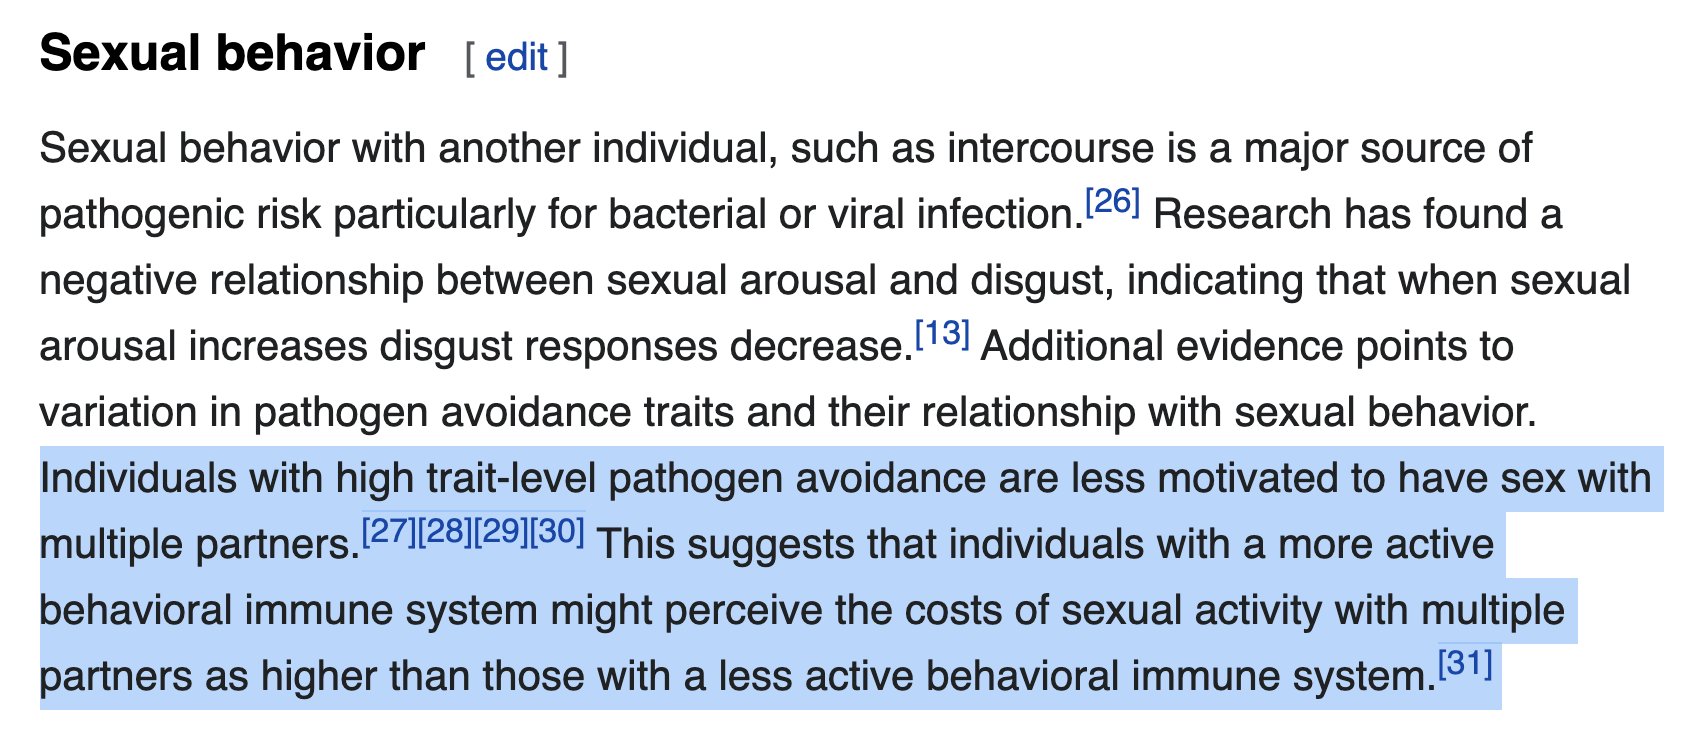 Sexual behavior [ edit ]
Sexual behavior with another individual, such as intercourse is a major source of
pathogenic risk particularly for bacterial or viral infection.[26] Research has found a
negative relationship between sexual arousal and disgust, indicating that when sexual
arousal increases disgust responses decrease.[13] Additional evidence points to
variation in pathogen avoidance traits and their relationship with sexual behavior.
Individuals with high trait-level pathogen avoidance are less motivated to have sex with
multiple partners.[27][28][29][30] This suggests that individuals with a more active
behavioral immune system might perceive the costs of sexual activity with multiple
partners as higher than those with a less active behavioral immune system.[31]